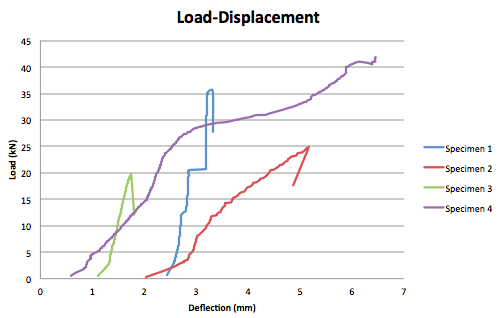 Load-Displacement
45
40
35
30
25
20
15
10
5
0
Load (kN)
0 1 2 3 4 5 6 7
Deflection (mm)
Specimen 1
Specimen 2
Specimen 3
Specimen 4